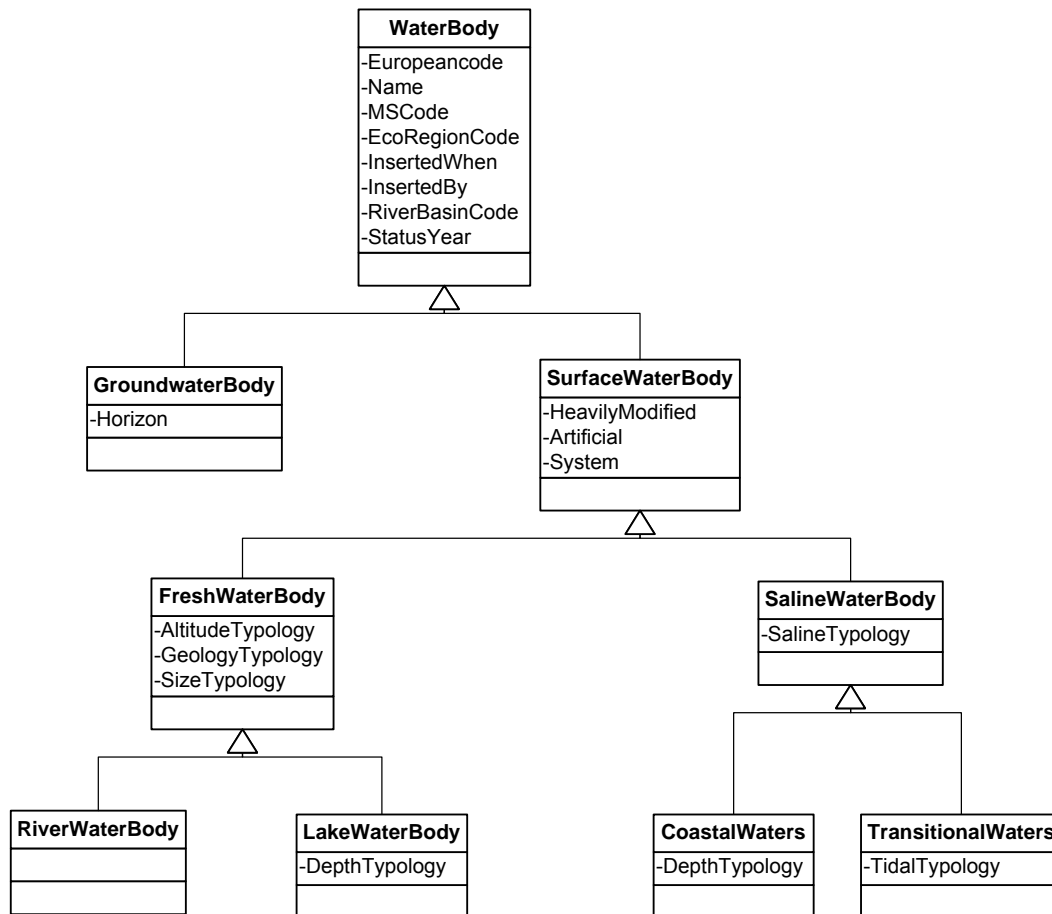 WaterBody
-Europeancode
-Name
-MSCode
-EcoRegionCode
-InsertedWhen
-InsertedBy
-RiverBasinCode
-StatusYear
GroundwaterBody
-Horizon
SurfaceWaterBody
-HeavilyModified
-Artificial
-System
FreshWaterBody
-AltitudeTypology
-GeologyTypology
-SizeTypology
SalineWaterBody
-SalineTypology
RiverWaterBody
LakeWaterBody
-DepthTypology
CoastalWaters
-DepthTypology
TransitionalWaters
-TidalTypology